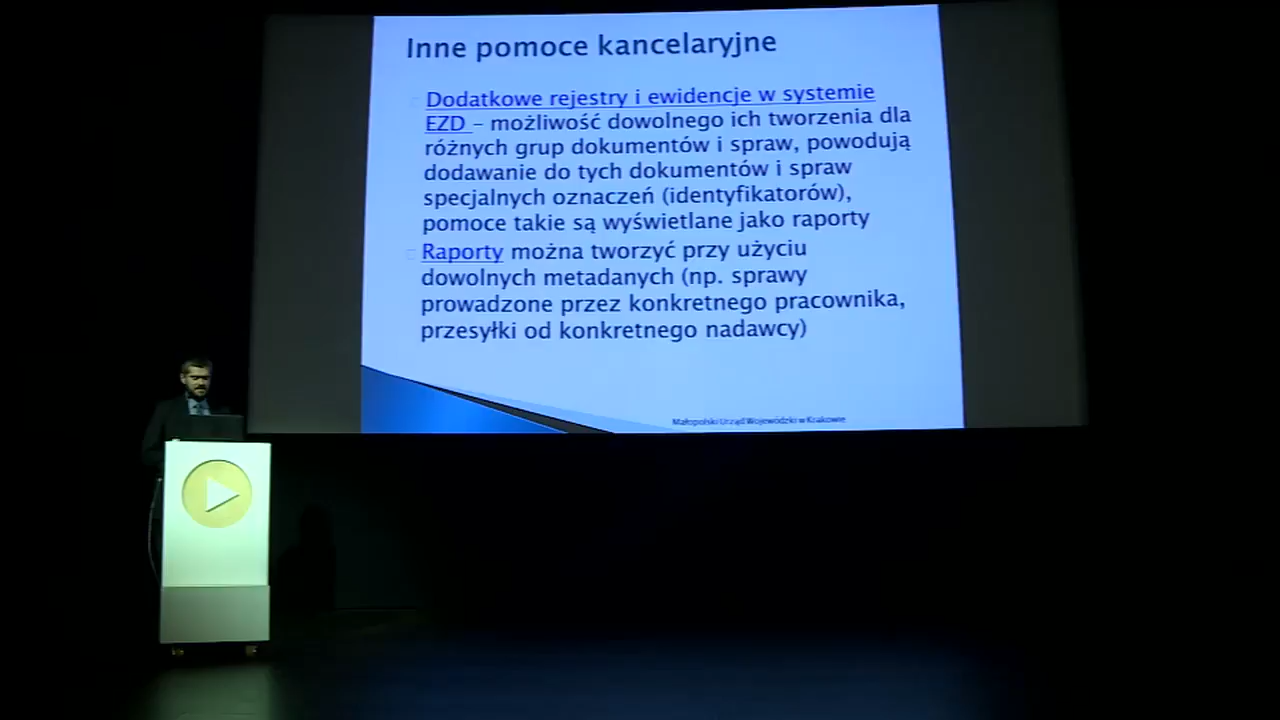 Inne pomoce kancelaryjne
Dodatkowe rejestry i ewidencje w systemie
EZD – możliwość dowolnego ich tworzenia dla
różnych grup dokumentów i spraw, powodują
dodawanie do tych dokumentów i spraw
specjalnych oznaczeń (identyfikatorów),
pomoce takie są wyświetlane jako raporty
Raporty można tworzyć przy użyciu
dowolnych metadanych (np. sprawy
prowadzone przez konkretnego pracownika,
przesyłki od konkretnego nadawcy)
Małopolski Urząd Wojewódzki w Krakowie